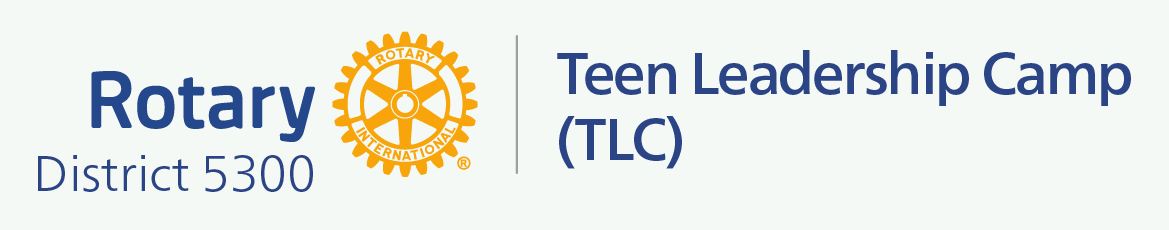 Rotary
District 5300
ROTARY
INTERNATIONAL
®
Teen Leadership Camp
(TLC)